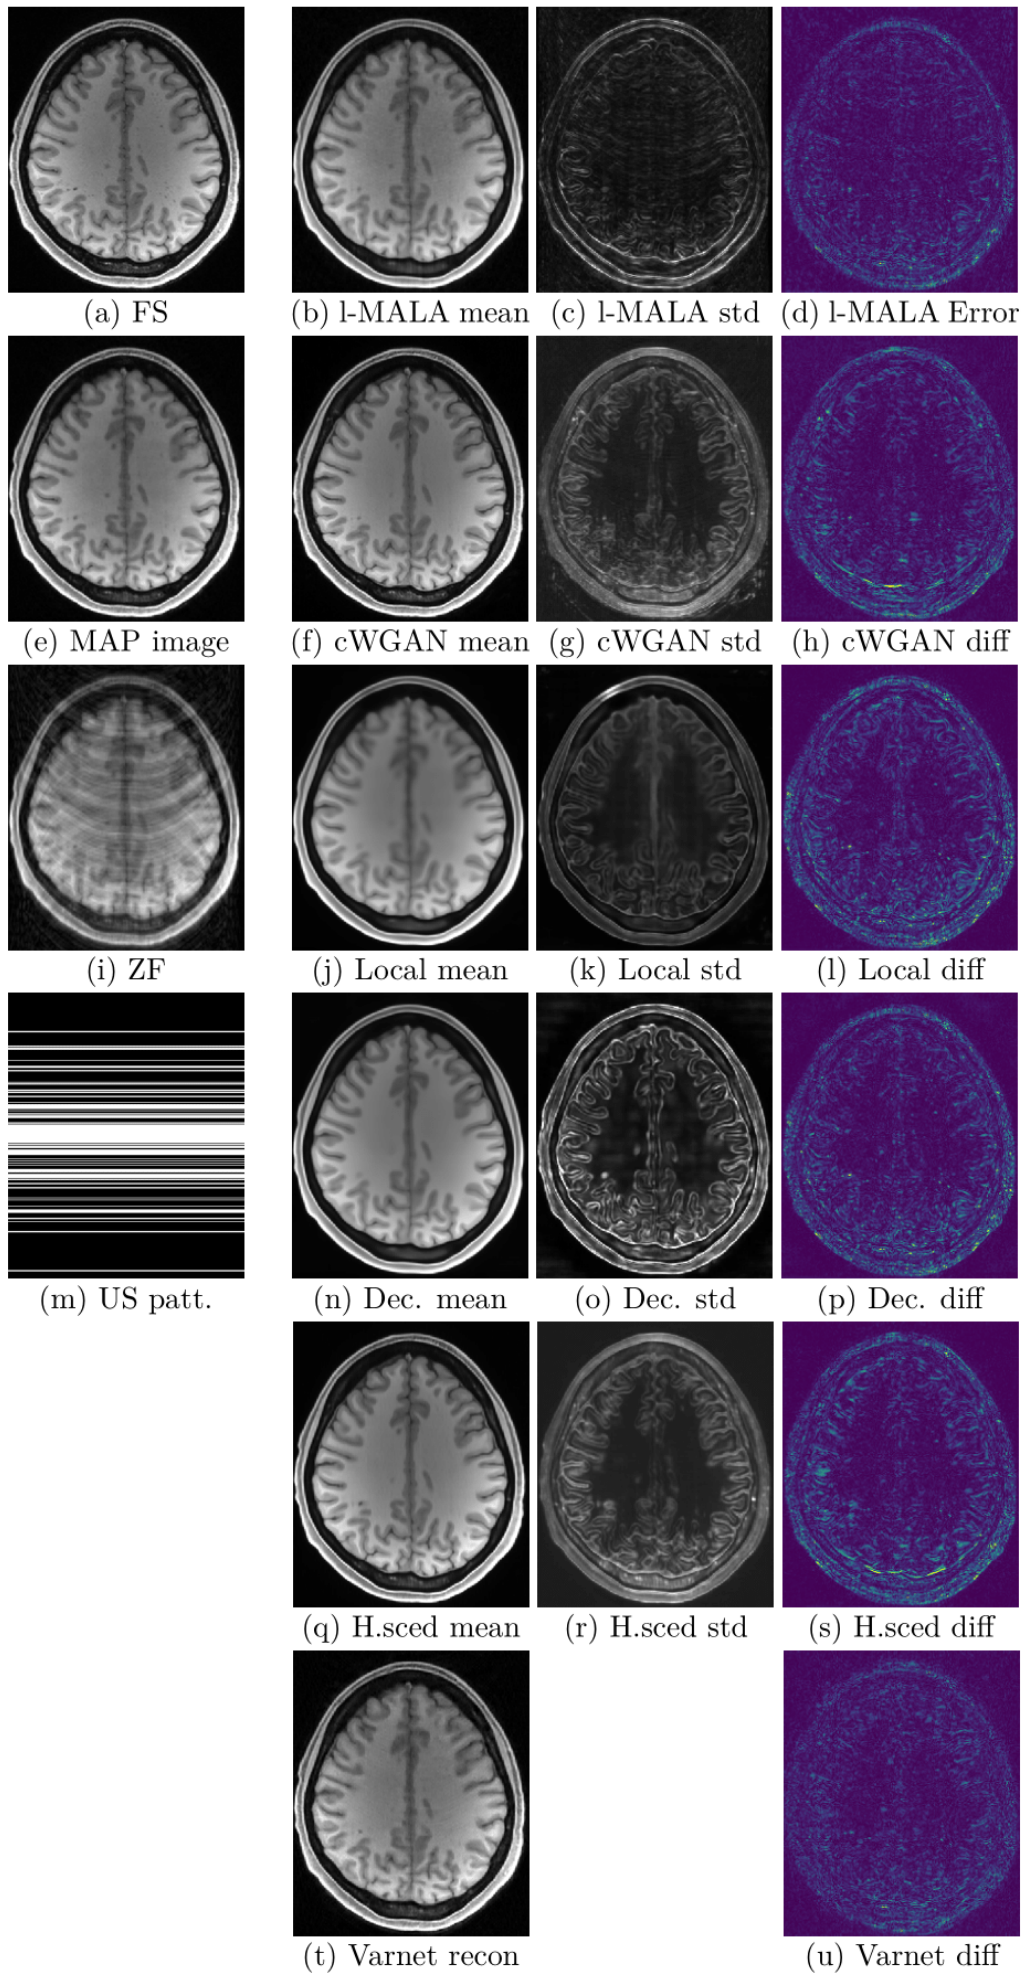 (a) FS
(b) l-MALA mean
(c) l-MALA std
(d) l-MALA Error
(e) MAP image
(f) cWGAN mean
(g) cWGAN std
(h) cWGAN diff
(i) ZF
(j) Local mean
(k) Local std
(l) Local diff
(m) US patt.
(n) Dec. mean
(o) Dec. std
(p) Dec. diff
(q) H.sced mean
(r) H.sced std
(s) H.sced diff
(t) Varnet recon
(u) Varnet diff